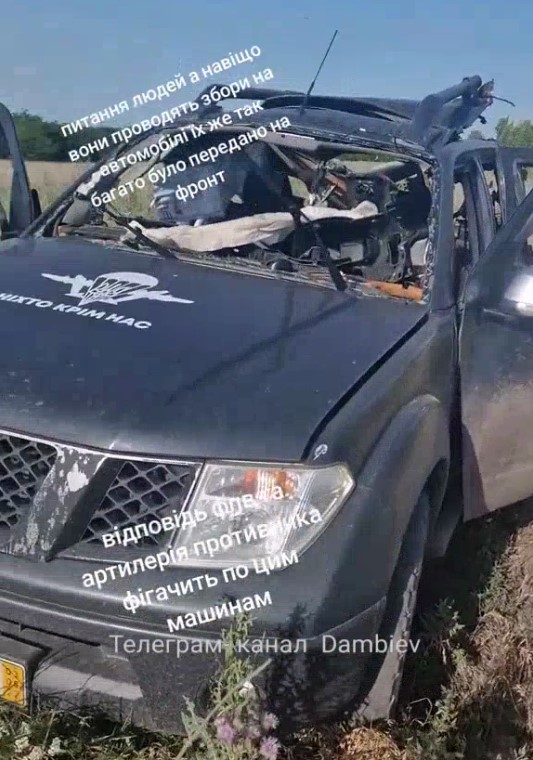 питання людей а навіщо
вони проводять збори на
автомобілі їх же так
багато було передано на
фронт
НІХТО КРІМ НАС
артилерія противника
фігачить по цим
машинам
відповідь
Телеграм канал Dambiev